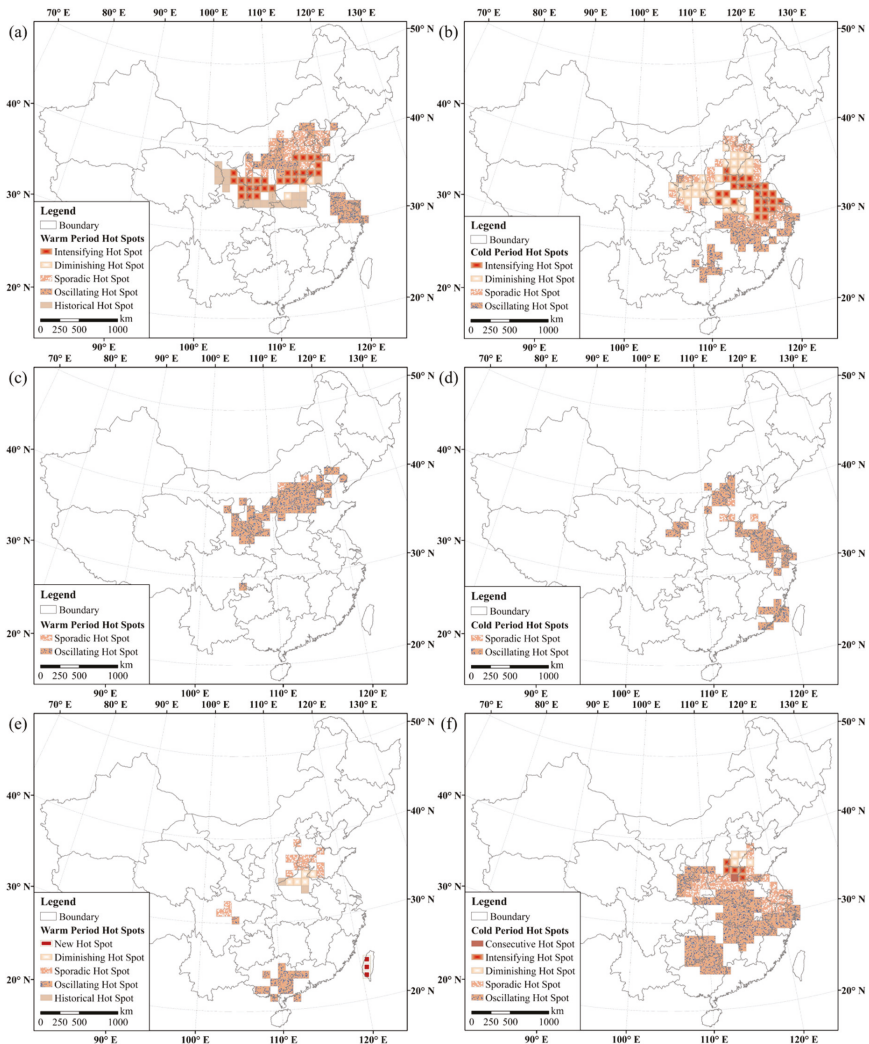 (a)
70° E 80° E 90° E 100° E 110° E 120° E 130° E
50° N
40° N
40° N
30° N
30° N
20° N
20° N
Legend
Boundary
Warm Period Hot Spots
Intensifying Hot Spot
Diminishing Hot Spot
Sporadic Hot Spot
Oscillating Hot Spot
Historical Hot Spot
km
0 250 500 1000
90° E 100° E 110° E 120° E
(b)
70° E 80° E 90° E 100° E 110° E 120° E 130° E
50° N
40° N
40° N
30° N
30° N
20° N
20° N
Legend
Boundary
Cold Period Hot Spots
Intensifying Hot Spot
Diminishing Hot Spot
Sporadic Hot Spot
Oscillating Hot Spot
km
0 250 500 1000
90° E 100° E 110° E 120° E
(c)
70° E 80° E 90° E 100° E 110° E 120° E 130° E
50° N
40° N
40° N
30° N
30° N
20° N
20° N
Legend
Boundary
Warm Period Hot Spots
Sporadic Hot Spot
Oscillating Hot Spot
km
0 250 500 1000
90° E 100° E 110° E 120° E
(d)
70° E 80° E 90° E 100° E 110° E 120° E 130° E
50° N
40° N
40° N
30° N
30° N
20° N
20° N
Legend
Boundary
Cold Period Hot Spots
Sporadic Hot Spot
Oscillating Hot Spot
km
0 250 500 1000
90° E 100° E 110° E 120° E
(e)
70° E 80° E 90° E 100° E 110° E 120° E 130° E
50° N
40° N
40° N
30° N
30° N
20° N
20° N
Legend
Boundary
Warm Period Hot Spots
New Hot Spot
Diminishing Hot Spot
Sporadic Hot Spot
Oscillating Hot Spot
Historical Hot Spot
km
0 250 500 1000
90° E 100° E 110° E 120° E
(f)
70° E 80° E 90° E 100° E 110° E 120° E 130° E
50° N
40° N
40° N
30° N
30° N
20° N
20° N
Legend
Boundary
Cold Period Hot Spots
Consecutive Hot Spot
Intensifying Hot Spot
Diminishing Hot Spot
Sporadic Hot Spot
Oscillating Hot Spot
km
0 250 500 1000
90° E 100° E 110° E 120° E